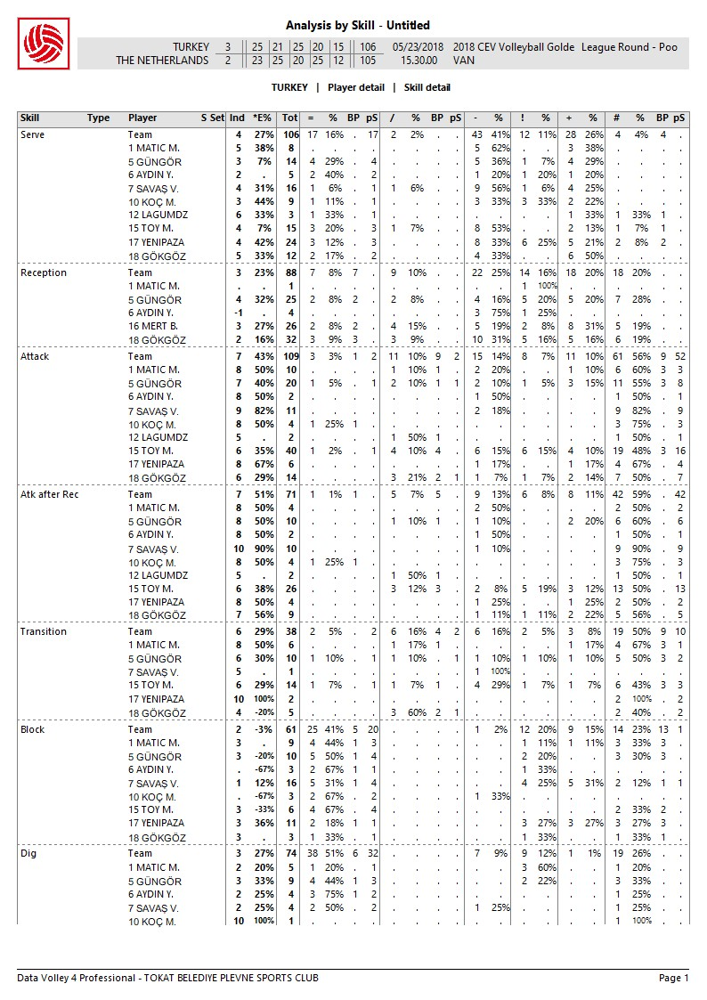 Analysis by Skill - Untitled
TURKEY 3 25 21 25 20 15 106 05/23/2018 2018 CEV Volleyball Golde League Round - Poo
THE NETHERLANDS 2 23 25 20 25 12 105 15.30.00 VAN
TURKEY | Player detail | Skill detail
Skill Type Player S Set Ind *E% Tot = % BP pS / % BP pS - % ! % + % # % BP pS
Serve Team 4 27% 106 17 16% . 17 2 2% . . 43 41% 12 11% 28 26% 4 4% 4 .
1 MATIC M. 5 38% 8 . . . . . . . . 5 62% . . 3 38% . . . .
5 GÜNGÖR 3 7% 14 4 29% . 4 . . . . 5 36% 1 7% 4 29% . . . .
6 AYDIN Y. 2 . 5 2 40% . 2 . . . . 1 20% 1 20% 1 20% . . . .
7 SAVAŞ V. 4 31% 16 1 6% . 1 1 6% . . 9 56% 1 6% 4 25% . . . .
10 KOÇ M. 3 44% 9 1 11% . 1 . . . . 3 33% 3 33% 2 22% . . . .
12 LAGUMDZ 6 33% 3 1 33% . 1 . . . . . . . . 1 33% 1 33% 1 .
15 TOY M. 4 7% 15 3 20% . 3 1 7% . . 8 53% . . 2 13% 1 7% 1 .
17 YENIPAZA 4 42% 24 3 12% . 3 . . . . 8 33% 6 25% 5 21% 2 8% 2 .
18 GÖKGÖZ 5 33% 12 2 17% . 2 . . . . 4 33% . . 6 50% . . . .
Reception Team 3 23% 88 7 8% 7 . 9 10% . . 22 25% 14 16% 18 20% 18 20% . .
1 MATIC M. . . 1 . . . . . . . . . . 1 100% . . . . . .
5 GÜNGÖR 4 32% 25 2 8% 2 . 2 8% . . 4 16% 5 20% 5 20% 7 28% . .
6 AYDIN Y. -1 . 4 . . . . . . . . 3 75% 1 25% . . . . . .
16 MERT B. 3 27% 26 2 8% 2 . 4 15% . . 5 19% 2 8% 8 31% 5 19% . .
18 GÖKGÖZ 2 16% 32 3 9% 3 . 3 9% . . 10 31% 5 16% 5 16% 6 19% . .
Attack Team 7 43% 109 3 3% 1 2 11 10% 9 2 15 14% 8 7% 11 10% 61 56% 9 52
1 MATIC M. 8 50% 10 . . . . 1 10% 1 . 2 20% . . 1 10% 6 60% 3 3
5 GÜNGÖR 7 40% 20 1 5% . 1 2 10% 1 1 2 10% 1 5% 3 15% 11 55% 3 8
6 AYDIN Y. 8 50% 2 . . . . . . . . 1 50% . . . . 1 50% . 1
7 SAVAŞ V. 9 82% 11 . . . . . . . . 2 18% . . . . 9 82% . 9
10 KOÇ M. 8 50% 4 1 25% 1 . . . . . . . . . . . 3 75% . 3
12 LAGUMDZ 5 . 2 . . . . 1 50% 1 . . . . . . . 1 50% . 1
15 TOY M. 6 35% 40 1 2% . 1 4 10% 4 . 6 15% 6 15% 4 10% 19 48% 3 16
17 YENIPAZA 8 67% 6 . . . . . . . . 1 17% . . 1 17% 4 67% . 4
18 GÖKGÖZ 6 29% 14 . . . . 3 21% 2 1 1 7% 1 7% 2 14% 7 50% . 7
Atk after Rec Team 7 51% 71 1 1% 1 . 5 7% 5 . 9 13% 6 8% 8 11% 42 59% . 42
1 MATIC M. 8 50% 4 . . . . . . . . 2 50% . . . . 2 50% . 2
5 GÜNGÖR 8 50% 10 . . . . 1 10% 1 . 1 10% . . 2 20% 6 60% . 6
6 AYDIN Y. 8 50% 2 . . . . . . . . 1 50% . . . . 1 50% . 1
7 SAVAŞ V. 10 90% 10 . . . . . . . . 1 10% . . . . 9 90% . 9
10 KOÇ M. 8 50% 4 1 25% 1 . . . . . . . . . . . 3 75% . 3
12 LAGUMDZ 5 . 2 . . . . 1 50% 1 . . . . . . . 1 50% . 1
15 TOY M. 6 38% 26 . . . . 3 12% 3 . 2 8% 5 19% 3 12% 13 50% . 13
17 YENIPAZA 8 50% 4 . . . . . . . . 1 25% . . 1 25% 2 50% . 2
18 GÖKGÖZ 7 56% 9 . . . . . . . . 1 11% 1 11% 2 22% 5 56% . 5
Transition Team 6 29% 38 2 5% . 2 6 16% 4 2 6 16% 2 5% 3 8% 19 50% 9 10
1 MATIC M. 8 50% 6 . . . . 1 17% 1 . . . . . 1 17% 4 67% 3 1
5 GÜNGÖR 6 30% 10 1 10% . 1 1 10% . 1 1 10% 1 10% 1 10% 5 50% 3 2
7 SAVAŞ V. 5 . 1 . . . . . . . . 1 100% . . . . . . . .
15 TOY M. 6 29% 14 1 7% . 1 1 7% 1 . 4 29% 1 7% 1 7% 6 43% 3 3
17 YENIPAZA 10 100% 2 . . . . . . . . . . . . . . 2 100% . 2
18 GÖKGÖZ 4 -20% 5 . . . . 3 60% 2 1 . . . . . . 2 40% . 2
Block Team 2 -3% 61 25 41% 5 20 . . . . 1 2% 12 20% 9 15% 14 23% 13 1
1 MATIC M. 3 . 9 4 44% 1 3 . . . . . . 1 11% 1 11% 3 33% 3 .
5 GÜNGÖR 3 -20% 10 5 50% 1 4 . . . . . . 2 20% . . 3 30% 3 .
6 AYDIN Y. . -67% 3 2 67% 1 1 . . . . . . 1 33% . . . . . .
7 SAVAŞ V. 1 12% 16 5 31% 1 4 . . . . . . 4 25% 5 31% 2 12% 1 1
10 KOÇ M. . -67% 3 2 67% . 2 . . . . 1 33% . . . . . . . .
15 TOY M. 3 -33% 6 4 67% . 4 . . . . . . . . . . 2 33% 2 .
17 YENIPAZA 3 36% 11 2 18% 1 1 . . . . . . 3 27% 3 27% 3 27% 3 .
18 GÖKGÖZ 3 . 3 1 33% . 1 . . . . . . 1 33% . . 1 33% 1 .
Dig Team 3 27% 74 38 51% 6 32 . . . . 7 9% 9 12% 1 1% 19 26% . .
1 MATIC M. 2 20% 5 1 20% . 1 . . . . . . 3 60% . . 1 20% . .
5 GÜNGÖR 3 33% 9 4 44% 1 3 . . . . . . 2 22% . . 3 33% . .
6 AYDIN Y. 2 25% 4 3 75% 1 2 . . . . . . . . . . 1 25% . .
7 SAVAŞ V. 2 25% 4 2 50% . 2 . . . . 1 25% . . . . 1 25% . .
10 KOÇ M. 10 100% 1 . . . . . . . . . . . . . . 1 100% . .
Data Volley 4 Professional - TOKAT BELEDIYE PLEVNE SPORTS CLUB Page 1